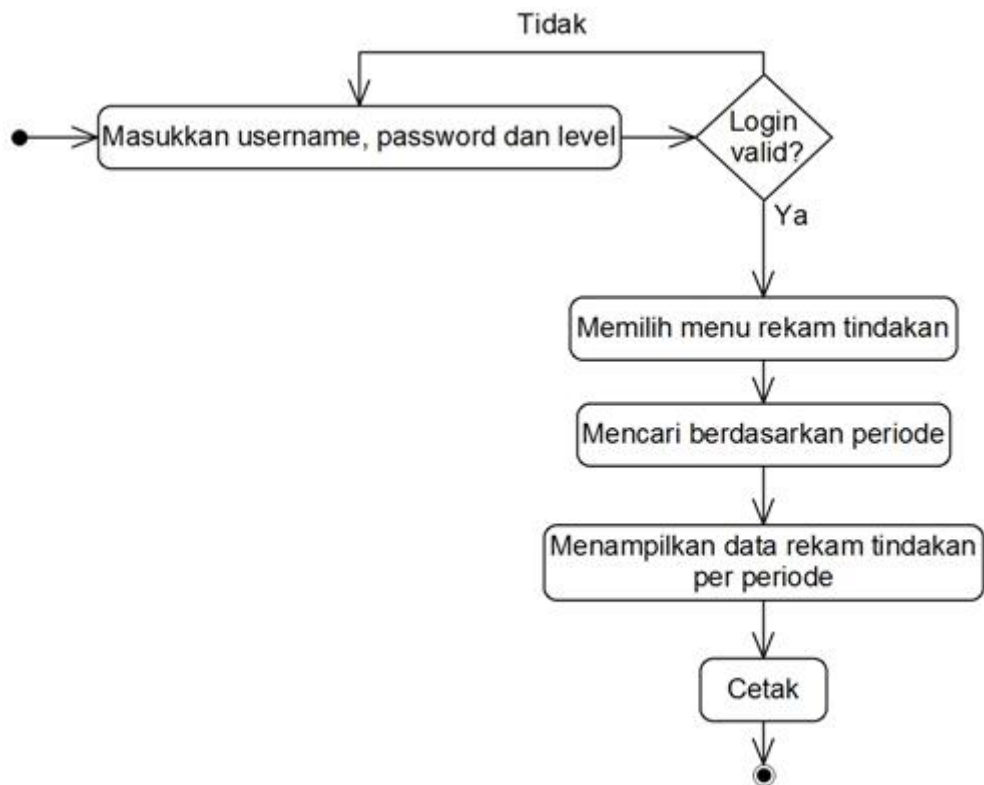 Tidak
Masukkan username, password dan level
Login
valid?
Ya
Memilih menu rekam tindakan
Mencari berdasarkan periode
Menampilkan data rekam tindakan
per periode
Cetak